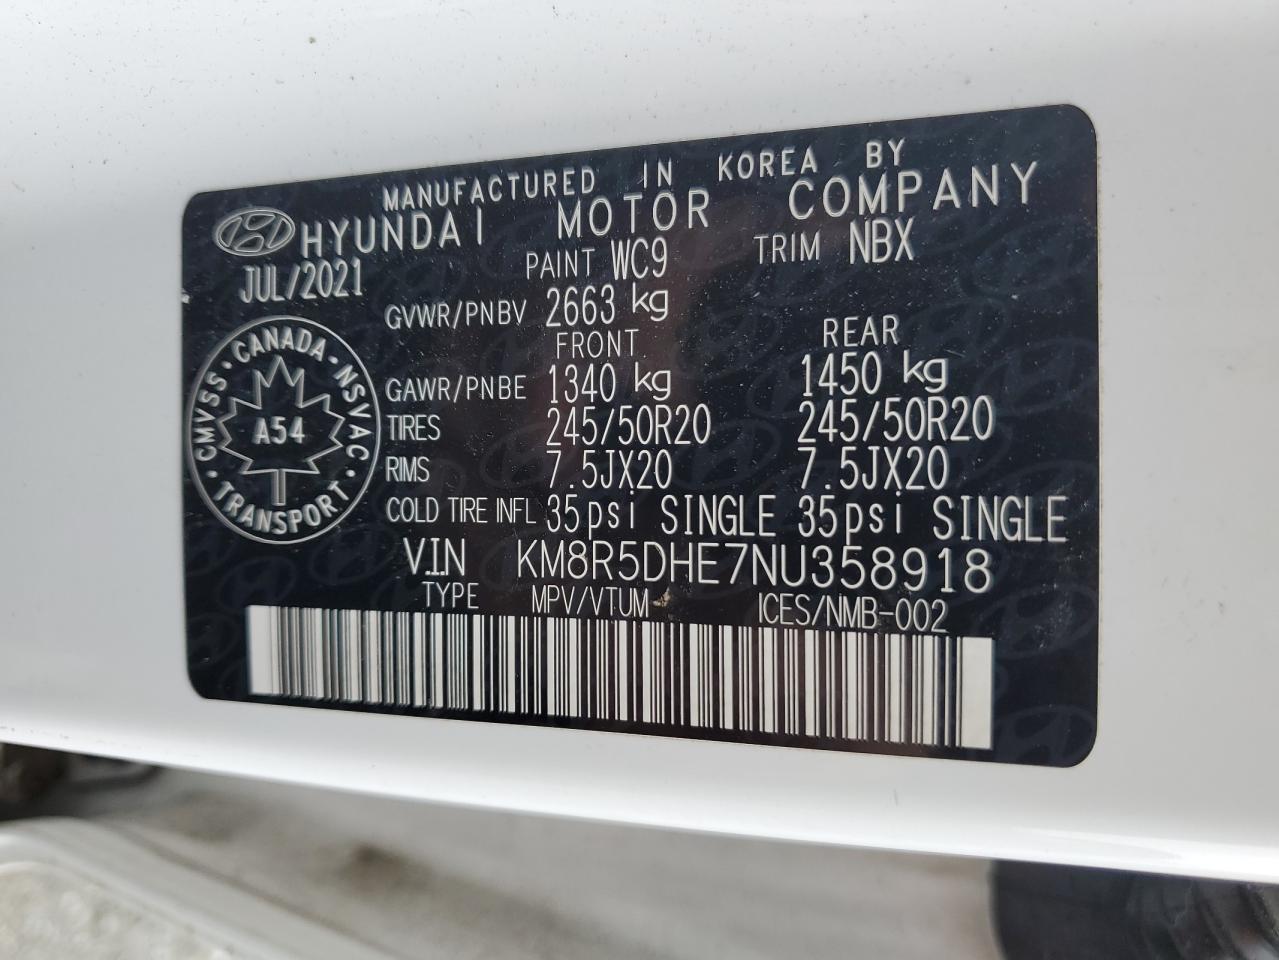 MANUFACTURED IN KOREA BY
HYUNDAI MOTOR COMPANY
JUL/2021 PAINT WC9 TRIM NBX
GVWR/PNBV 2663 kg
FRONT REAR
GAWR/PNBE 1340 kg 1450 kg
TIRES 245/50R20 245/50R20
RIMS 7.5JX20 7.5JX20
COLD TIRE INFL 35psi SINGLE 35psi SINGLE
V.I.N KM8R5DHE7NU358918
TYPE MPV/VTUM ICES/NMB-002
CMVSS · CANADA · NSVAC · TRANSPORT ·
A54